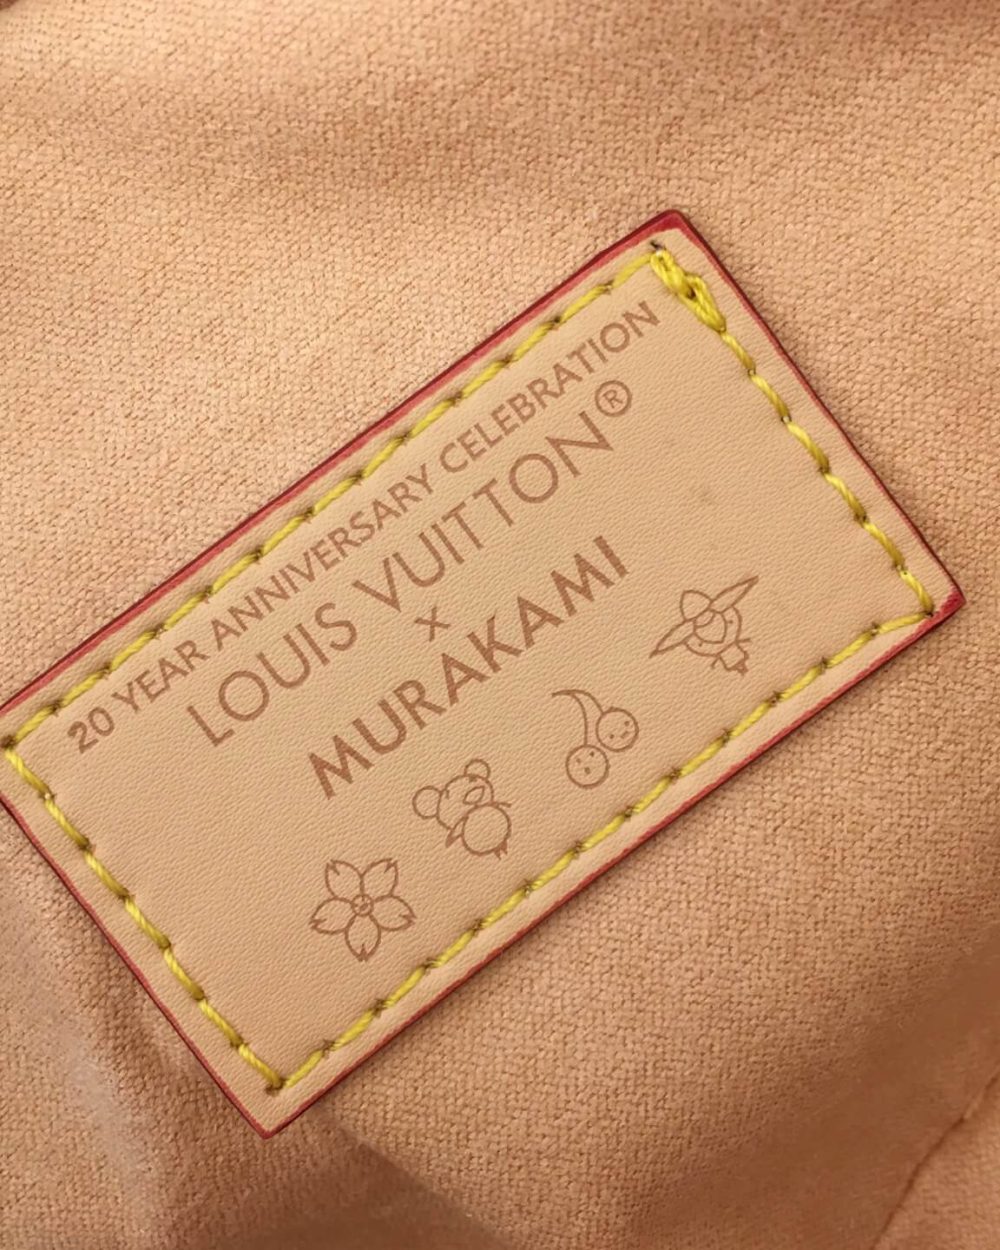 20 YEAR ANNIVERSARY CELEBRATION
LOUIS VUITTON®
×
MURAKAMI